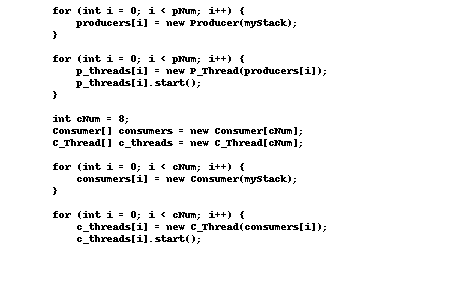 for (int i = 0; i < pNum; i++) {
producers[i] = new Producer(myStack);
}
for (int i = 0; i < pNum; i++) {
p_threads[i] = new P_Thread(producers[i]);
p_threads[i].start();
}
int cNum = 8;
Consumer[] consumers = new Consumer[cNum];
C_Thread[] c_threads = new C_Thread[cNum];
for (int i = 0; i < cNum; i++) {
consumers[i] = new Consumer(myStack);
}
for (int i = 0; i < cNum; i++) {
c_threads[i] = new C_Thread(consumers[i]);
c_threads[i].start();